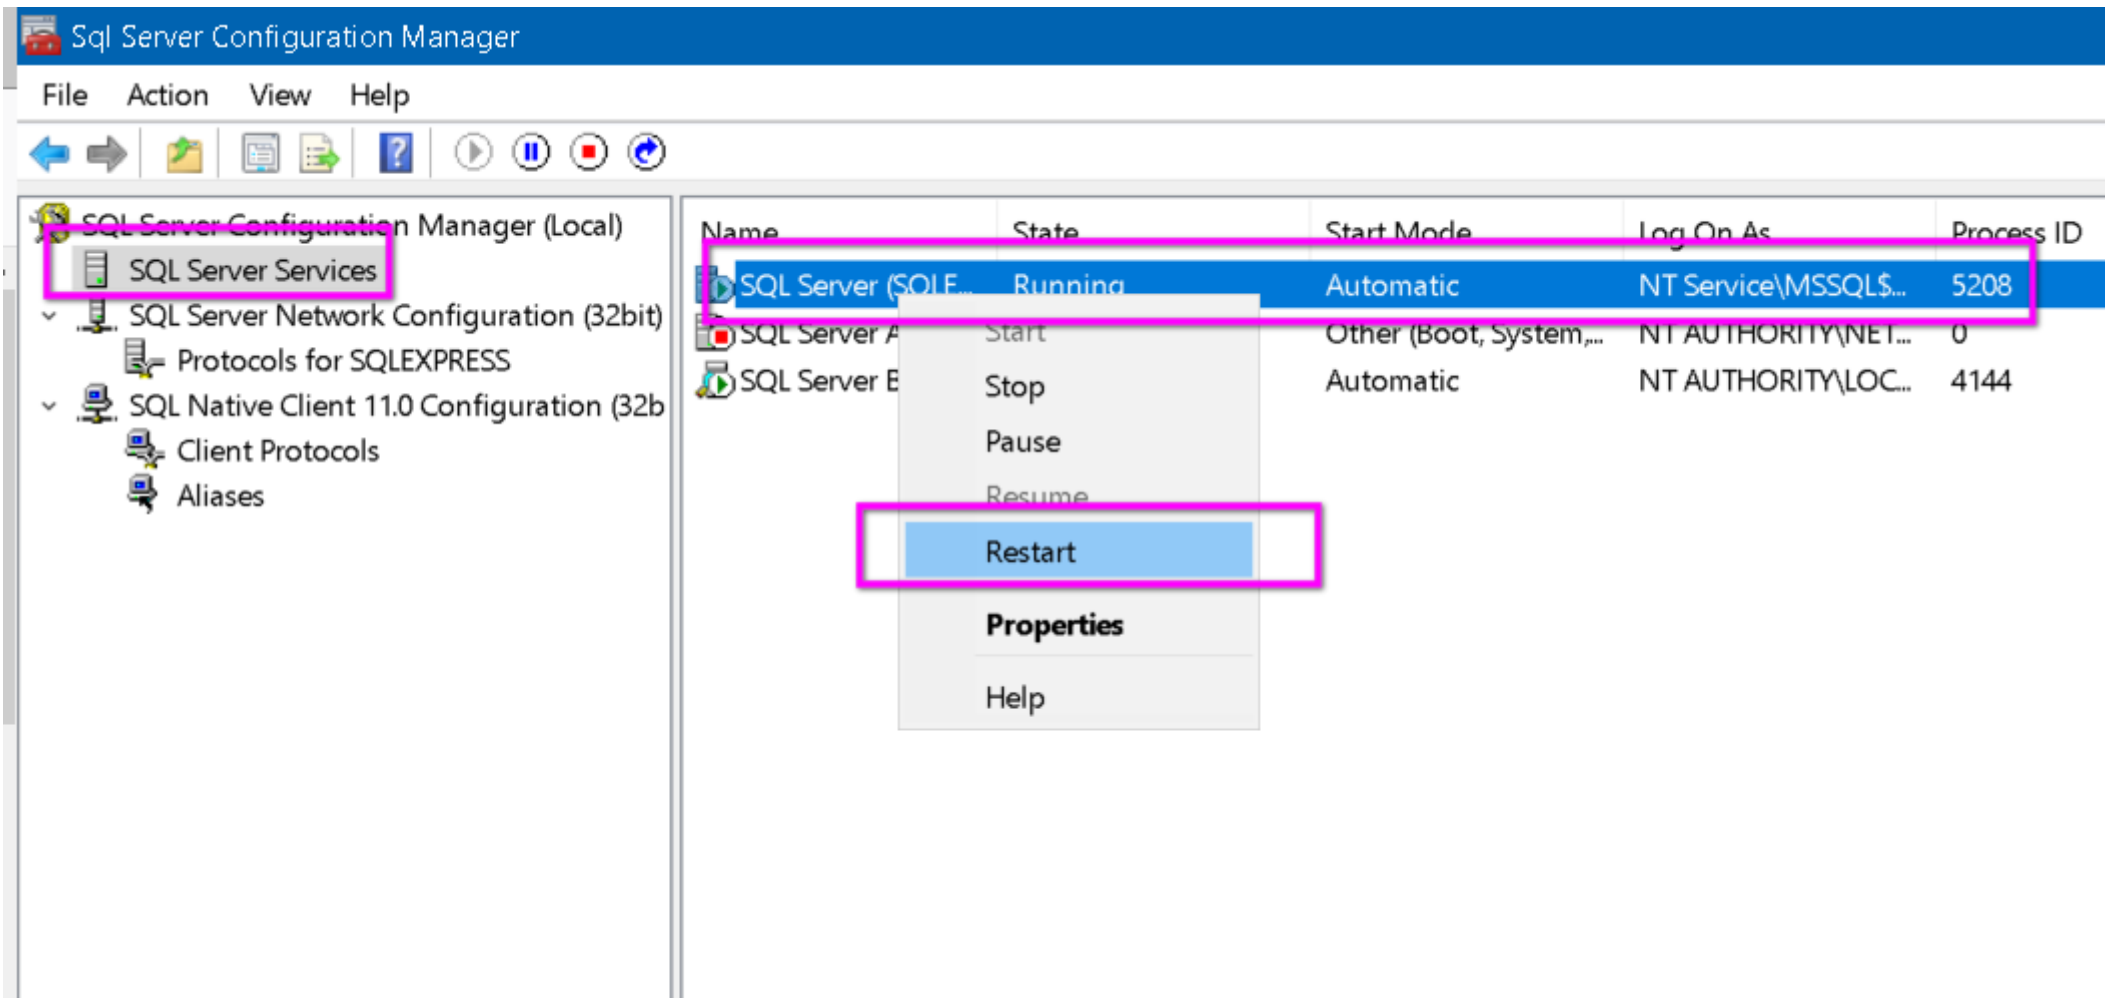 Sql Server Configuration Manager
File Action View Help
SQL Server Configuration Manager (Local)
SQL Server Services
SQL Server Network Configuration (32bit)
Protocols for SQLEXPRESS
SQL Native Client 11.0 Configuration (32b
Client Protocols
Aliases
Name State Start Mode Log On As Process ID
SQL Server (SQLE... Running Automatic NT Service\MSSQL$... 5208
SQL Server A Other (Boot, System,... NT AUTHORITY\NET... 0
SQL Server B Automatic NT AUTHORITY\LOC... 4144
Start
Stop
Pause
Resume
Restart
Properties
Help